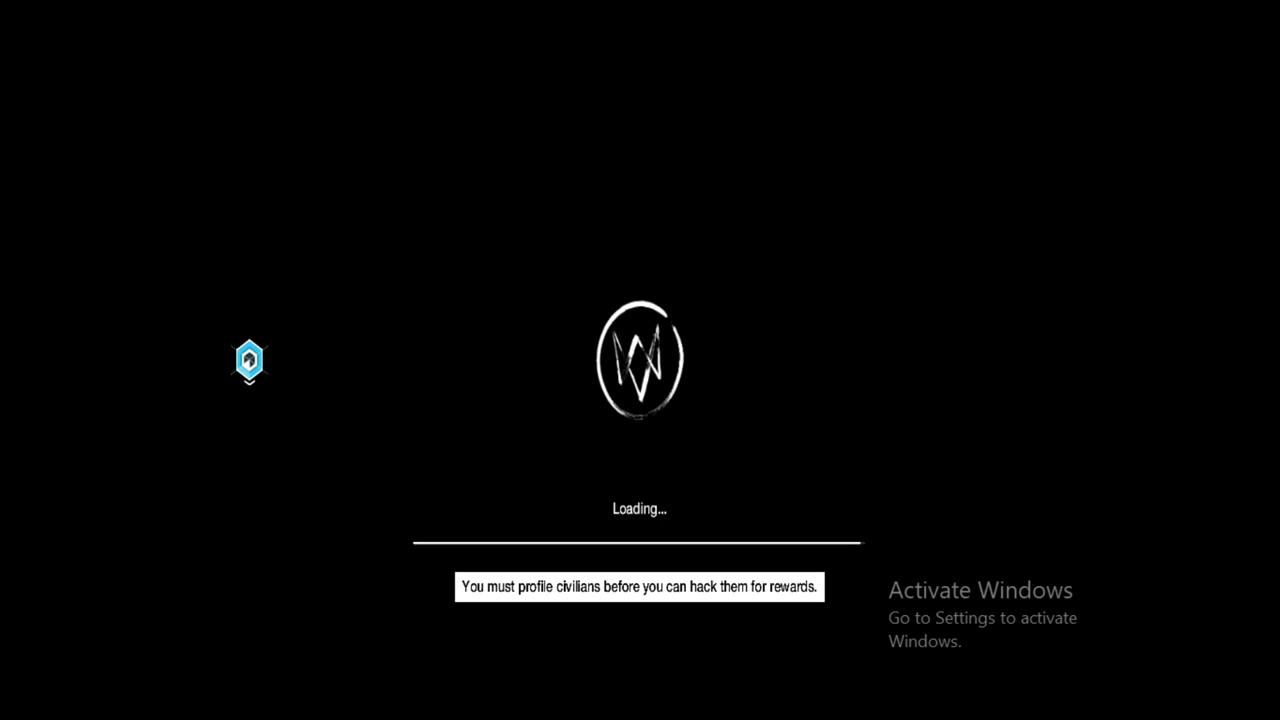 Loading...
You must profile civilians before you can hack them for rewards.
Activate Windows
Go to Settings to activate
Windows.